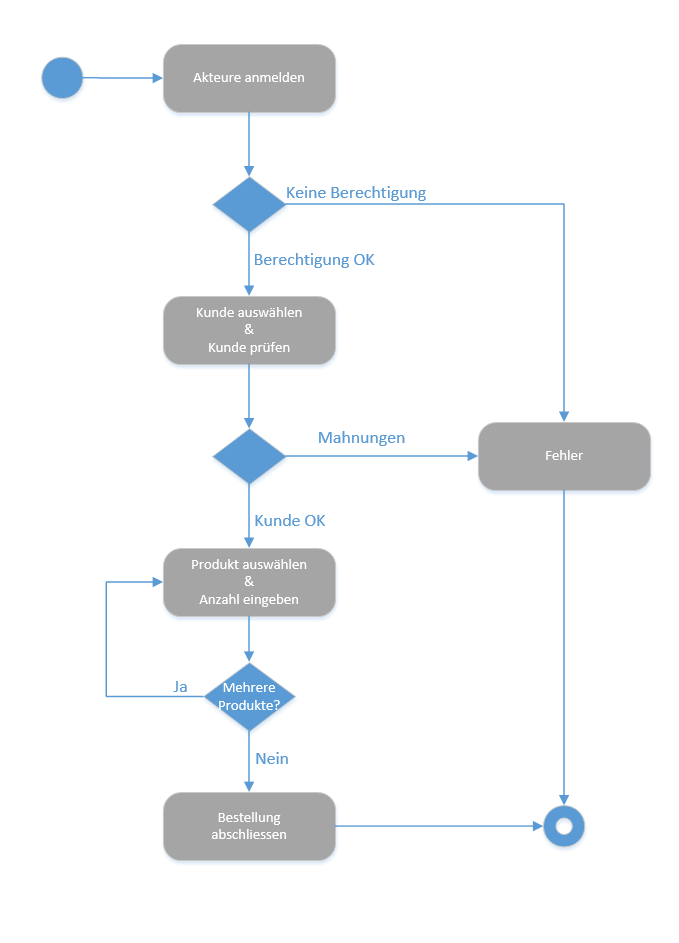 Akteure anmelden
Keine Berechtigung
Berechtigung OK
Kunde auswählen
&
Kunde prüfen
Mahnungen
Fehler
Kunde OK
Produkt auswählen
&
Anzahl eingeben
Ja
Mehrere
Produkte?
Nein
Bestellung
abschliessen